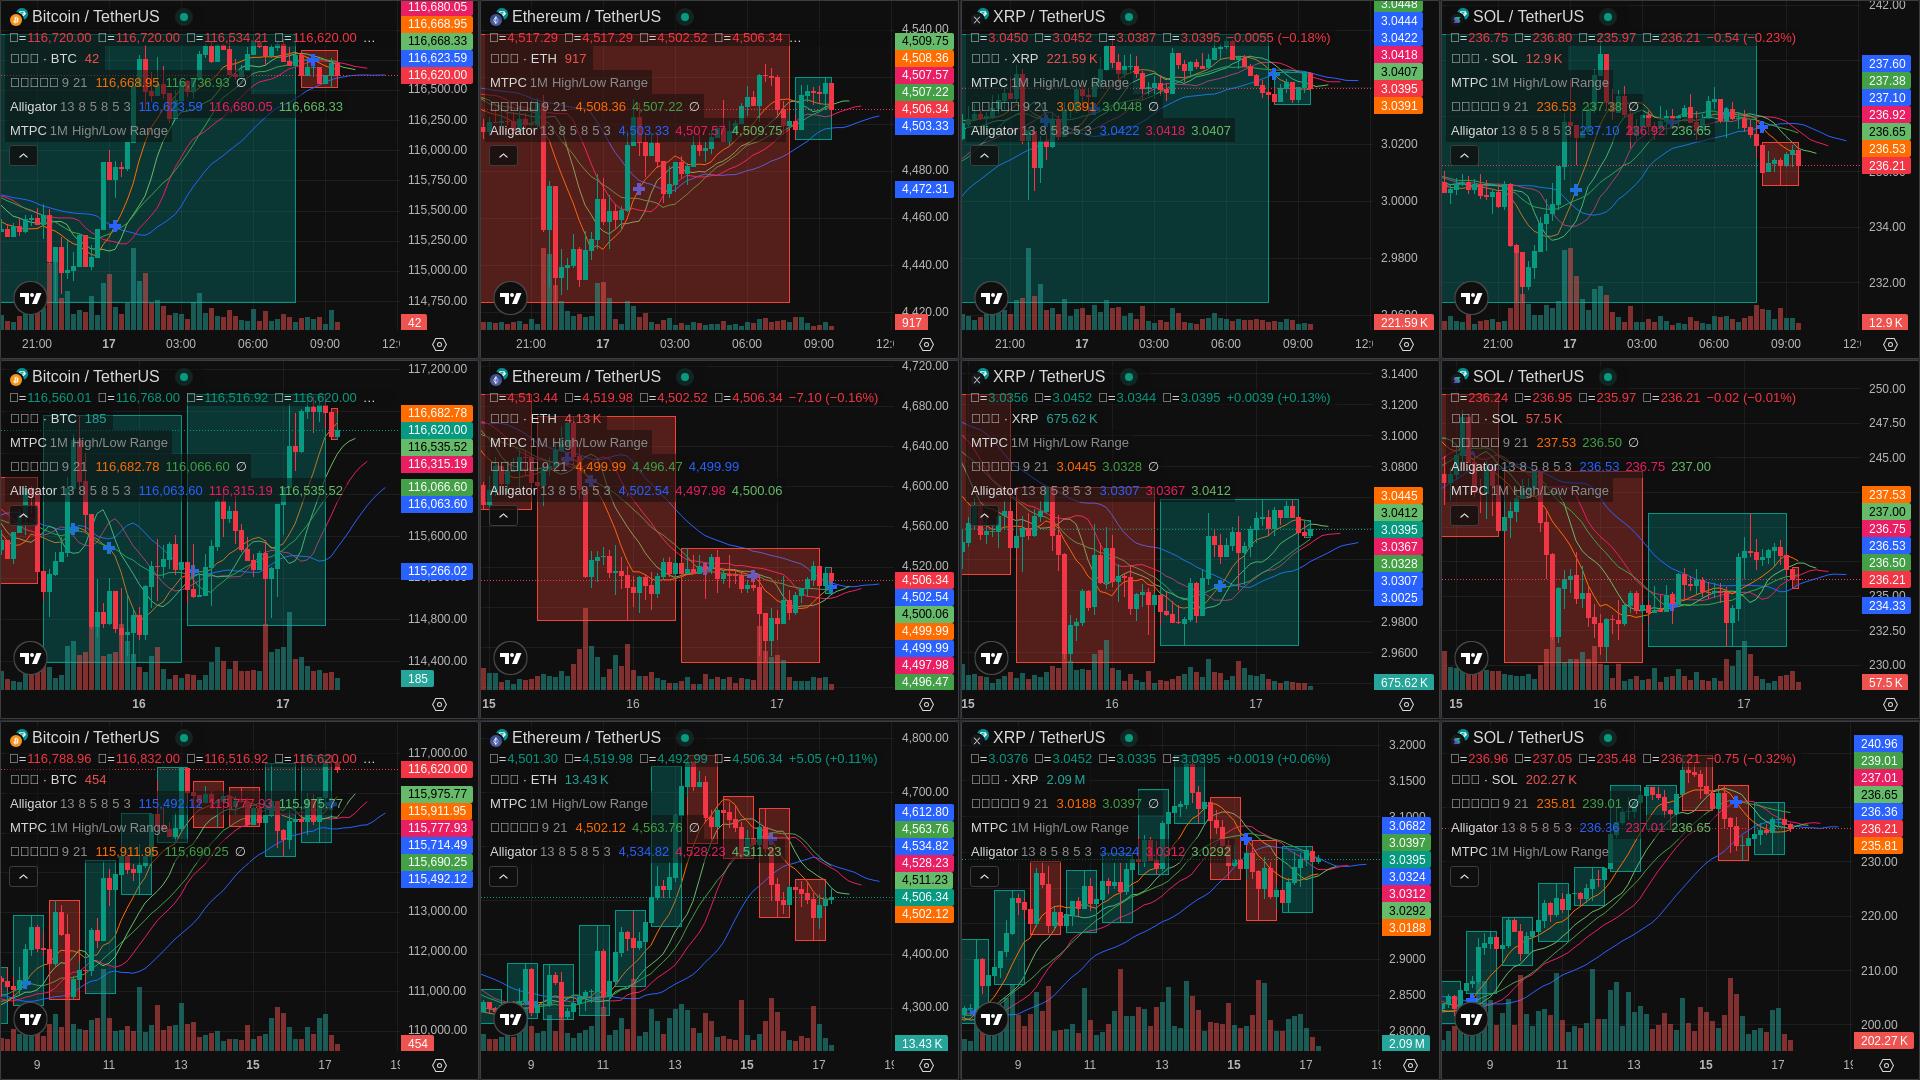 Bitcoin / TetherUS
=116,720.00 =116,720.00 =116,534.21 =116,620.00 …
· BTC 42
9 21 116,668.95 116,736.93 ∅
Alligator 13 8 5 8 5 3 116,623.59 116,680.05 116,668.33
MTPC 1M High/Low Range
116,680.05
116,668.95
116,668.33
116,623.59
116,620.00
116,500.00
116,250.00
116,000.00
115,750.00
115,500.00
115,250.00
115,000.00
114,750.00
42
21:00 17 03:00 06:00 09:00
Ethereum / TetherUS
=4,517.29 =4,517.29 =4,502.52 =4,506.34 …
· ETH 917
MTPC 1M High/Low Range
9 21 4,508.36 4,507.22 ∅
Alligator 13 8 5 8 5 3 4,503.33 4,507.57 4,509.75
4,540.00
4,509.75
4,508.36
4,507.57
4,507.22
4,506.34
4,503.33
4,480.00
4,472.31
4,460.00
4,440.00
4,420.00
917
21:00 17 03:00 06:00 09:00
XRP / TetherUS
=3.0450 =3.0452 =3.0387 =3.0395 −0.0055 (−0.18%)
· XRP 221.59 K
MTPC 1M High/Low Range
9 21 3.0391 3.0448 ∅
Alligator 13 8 5 8 5 3 3.0422 3.0418 3.0407
3.0448
3.0444
3.0422
3.0418
3.0407
3.0395
3.0391
3.0200
3.0000
2.9800
2.9600
221.59 K
21:00 17 03:00 06:00 09:00
SOL / TetherUS
=236.75 =236.80 =235.97 =236.21 −0.54 (−0.23%)
· SOL 12.9 K
MTPC 1M High/Low Range
9 21 236.53 237.38 ∅
Alligator 13 8 5 8 5 3 237.10 236.92 236.65
242.00
237.60
237.38
237.10
236.92
236.65
236.53
236.21
234.00
232.00
12.9 K
21:00 17 03:00 06:00 09:00
Bitcoin / TetherUS
=116,560.01 =116,768.00 =116,516.92 =116,620.00 …
· BTC 185
MTPC 1M High/Low Range
9 21 116,682.78 116,066.60 ∅
Alligator 13 8 5 8 5 3 116,063.60 116,315.19 116,535.52
117,200.00
116,682.78
116,620.00
116,535.52
116,315.19
116,066.60
116,063.60
115,600.00
115,266.02
114,800.00
114,400.00
185
16 17
Ethereum / TetherUS
=4,513.44 =4,519.98 =4,502.52 =4,506.34 −7.10 (−0.16%)
· ETH 4.13 K
MTPC 1M High/Low Range
9 21 4,499.99 4,496.47 4,499.99
Alligator 13 8 5 8 5 3 4,502.54 4,497.98 4,500.06
4,720.00
4,680.00
4,640.00
4,600.00
4,560.00
4,520.00
4,506.34
4,502.54
4,500.06
4,499.99
4,499.99
4,497.98
4,496.47
15 16 17
XRP / TetherUS
=3.0356 =3.0452 =3.0344 =3.0395 +0.0039 (+0.13%)
· XRP 675.62 K
MTPC 1M High/Low Range
9 21 3.0445 3.0328 ∅
Alligator 13 8 5 8 5 3 3.0307 3.0367 3.0412
3.1400
3.1200
3.1000
3.0800
3.0445
3.0412
3.0395
3.0367
3.0328
3.0307
3.0025
2.9800
2.9600
675.62 K
15 16 17
SOL / TetherUS
=236.24 =236.95 =235.97 =236.21 −0.02 (−0.01%)
· SOL 57.5 K
9 21 237.53 236.50 ∅
Alligator 13 8 5 8 5 3 236.53 236.75 237.00
MTPC 1M High/Low Range
250.00
247.50
245.00
237.53
237.00
236.75
236.53
236.50
236.21
235.00
234.33
232.50
230.00
57.5 K
15 16 17
Bitcoin / TetherUS
=116,788.96 =116,832.00 =116,516.92 =116,620.00 …
· BTC 454
Alligator 13 8 5 8 5 3 115,492.12 115,777.93 115,975.77
MTPC 1M High/Low Range
9 21 115,911.95 115,690.25 ∅
117,000.00
116,620.00
115,975.77
115,911.95
115,777.93
115,714.49
115,690.25
115,492.12
113,000.00
112,000.00
111,000.00
110,000.00
454
9 11 13 15 17
Ethereum / TetherUS
=4,501.30 =4,519.98 =4,492.99 =4,506.34 +5.05 (+0.11%)
· ETH 13.43 K
MTPC 1M High/Low Range
9 21 4,502.12 4,563.76 ∅
Alligator 13 8 5 8 5 3 4,534.82 4,528.23 4,511.23
4,800.00
4,700.00
4,612.80
4,563.76
4,534.82
4,528.23
4,511.23
4,506.34
4,502.12
4,400.00
4,300.00
13.43 K
9 11 13 15 17
XRP / TetherUS
=3.0376 =3.0452 =3.0335 =3.0395 +0.0019 (+0.06%)
· XRP 2.09 M
9 21 3.0188 3.0397 ∅
MTPC 1M High/Low Range
Alligator 13 8 5 8 5 3 3.0324 3.0312 3.0292
3.2000
3.1500
3.1000
3.0682
3.0397
3.0395
3.0324
3.0312
3.0292
3.0188
2.9000
2.8500
2.8000
2.09 M
9 11 13 15 17
SOL / TetherUS
=236.96 =237.05 =235.48 =236.21 −0.75 (−0.32%)
· SOL 202.27 K
9 21 235.81 239.01 ∅
Alligator 13 8 5 8 5 3 236.36 237.01 236.65
MTPC 1M High/Low Range
240.96
239.01
237.01
236.65
236.36
236.21
235.81
230.00
220.00
210.00
200.00
202.27 K
9 11 13 15 17